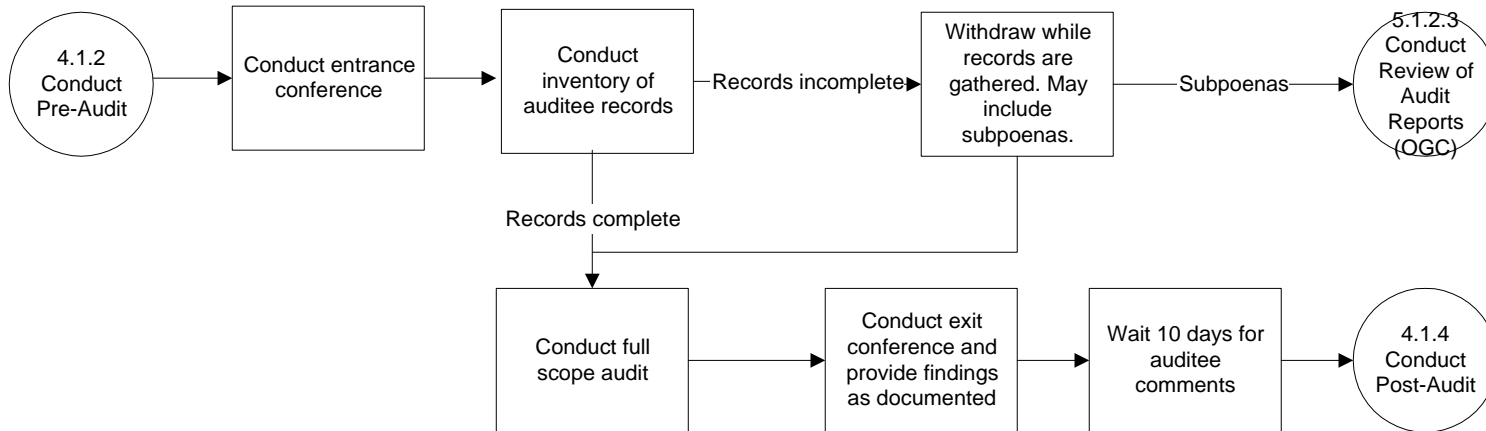 4.1.2
Conduct
Pre-Audit
Conduct entrance
conference
Conduct
inventory of
auditee records
Records incomplete
Withdraw while
records are
gathered. May
include
subpoenas.
Subpoenas
5.1.2.3
Conduct
Review of
Audit
Reports
(OGC)
Records complete
Conduct full
scope audit
Conduct exit
conference and
provide findings
as documented
Wait 10 days for
auditee
comments
4.1.4
Conduct
Post-Audit